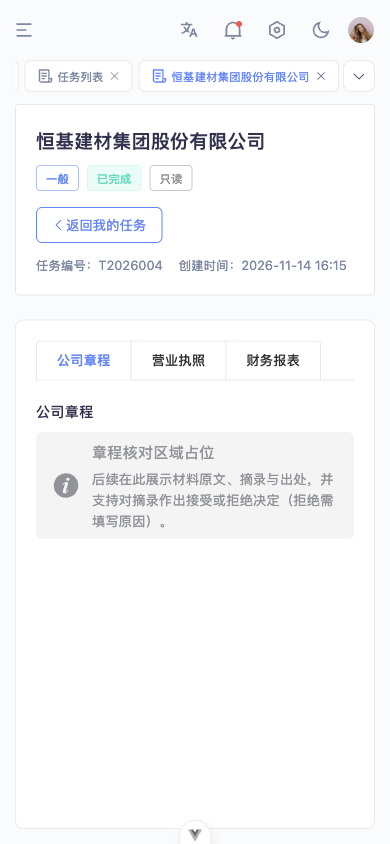 任务列表
恒基建材集团股份有限公司
恒基建材集团股份有限公司
一般
已完成
只读
返回我的任务
任务编号：T2026004 创建时间：2026-11-14 16:15
公司章程
营业执照
财务报表
公司章程
章程核对区域占位
后续在此展示材料原文、摘录与出处，并
支持对摘录作出接受或拒绝决定（拒绝需
填写原因）。